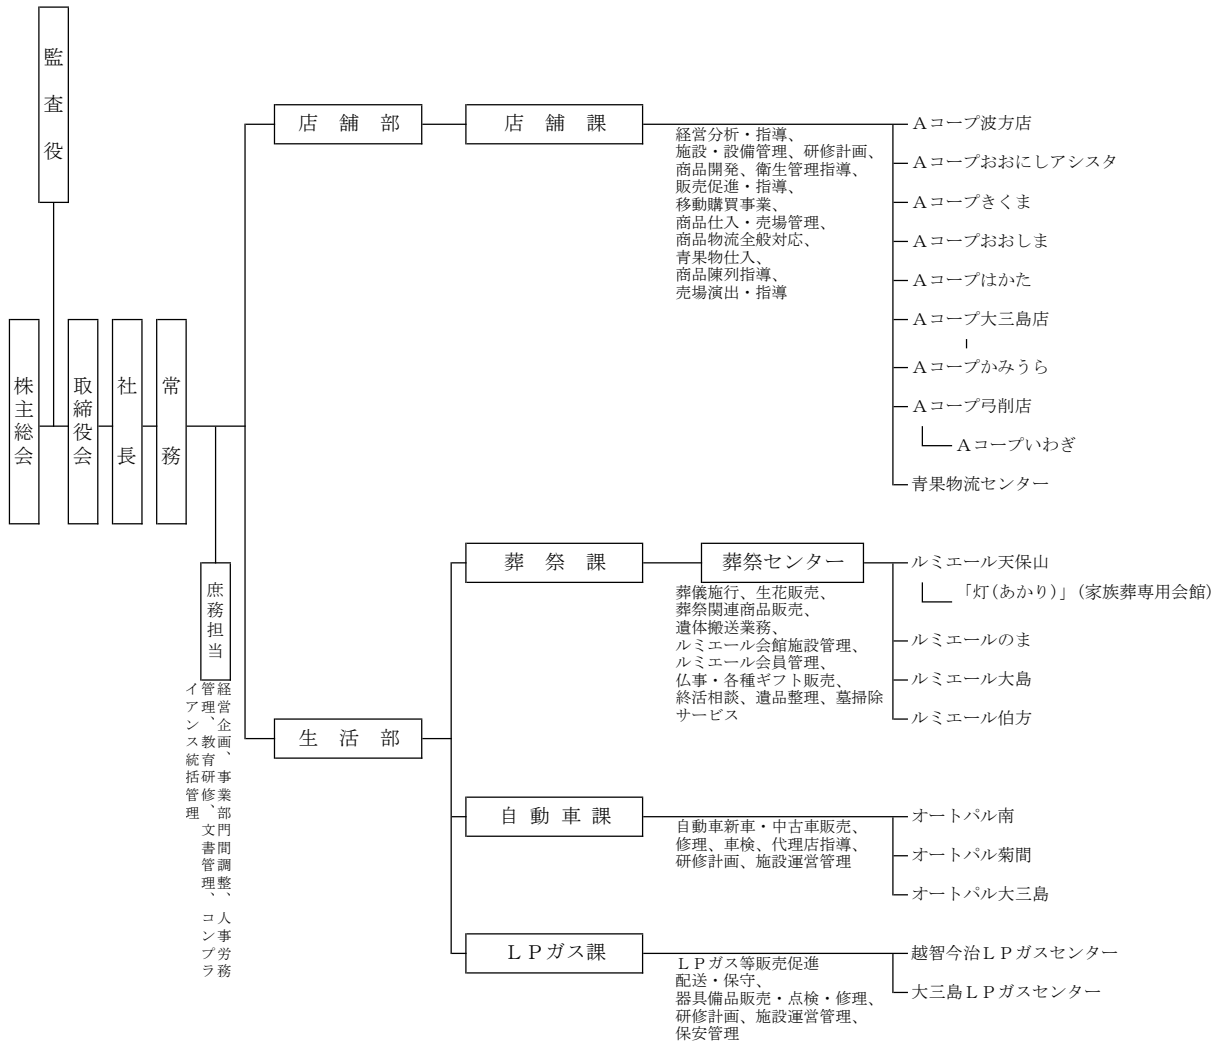 監査役
株主総会
取締役会
社長
常務
庶務担当
経営企画、事業部門間調整、人事労務
管理、教育研修、文書管理、コンプラ
イアンス統括管理
店舗部
店舗課
経営分析・指導、
施設・設備管理、研修計画、
商品開発、衛生管理指導、
販売促進・指導、
移動購買事業、
商品仕入・売場管理、
商品物流全般対応、
青果物仕入、
商品陳列指導、
売場演出・指導
Ａコープ波方店
Ａコープおおにしアシスタ
Ａコープきくま
Ａコープおおしま
Ａコープはかた
Ａコープ大三島店
Ａコープかみうら
Ａコープ弓削店
Ａコープいわぎ
青果物流センター
生活部
葬祭課
葬祭センター
葬儀施行、生花販売、
葬祭関連商品販売、
遺体搬送業務、
ルミエール会館施設管理、
ルミエール会員管理、
仏事・各種ギフト販売、
終活相談、遺品整理、墓掃除
サービス
ルミエール天保山
「灯(あかり)」(家族葬専用会館)
ルミエールのま
ルミエール大島
ルミエール伯方
自動車課
自動車新車・中古車販売、
修理、車検、代理店指導、
研修計画、施設運営管理
オートパル南
オートパル菊間
オートパル大三島
ＬＰガス課
ＬＰガス等販売促進
配送・保守、
器具備品販売・点検・修理、
研修計画、施設運営管理、
保安管理
越智今治ＬＰガスセンター
大三島ＬＰガスセンター